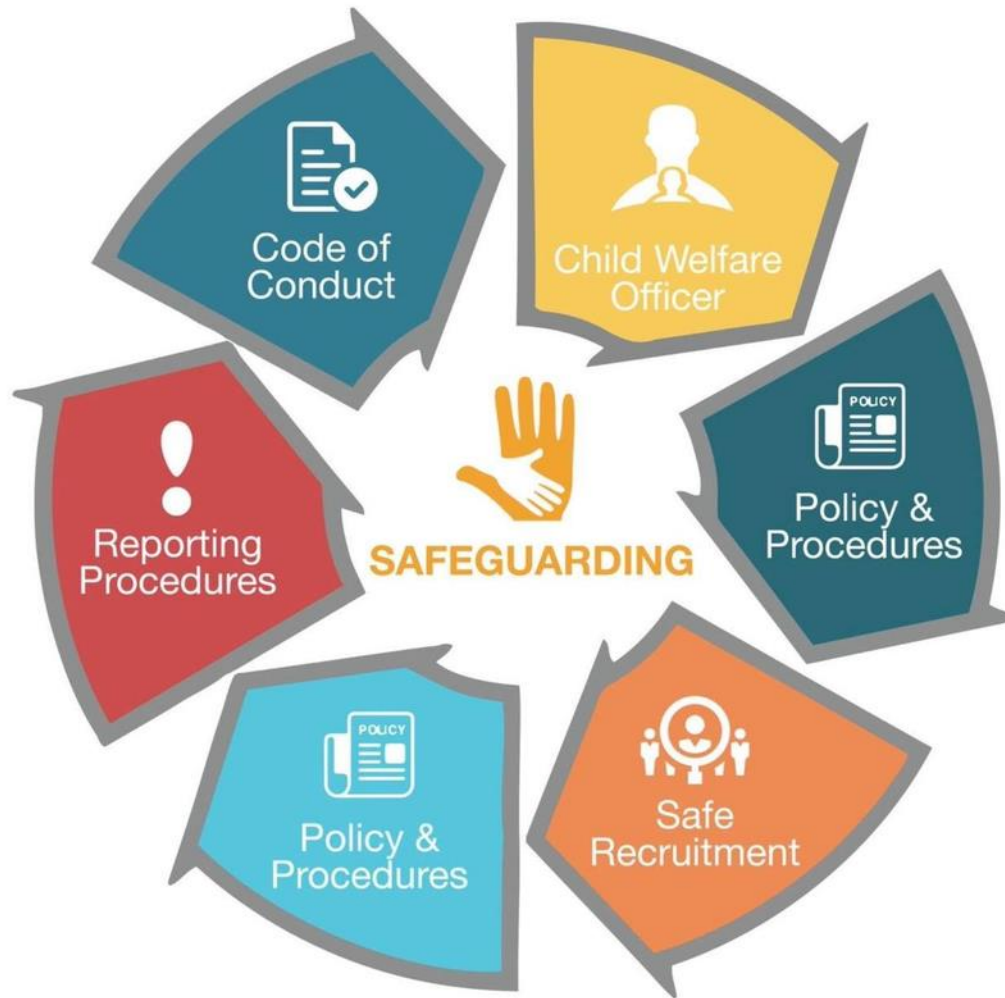 Code of
Conduct
Child Welfare
Officer
POLICY
Policy &
Procedures
Reporting
Procedures
SAFEGUARDING
POLICY
Policy &
Procedures
Safe
Recruitment